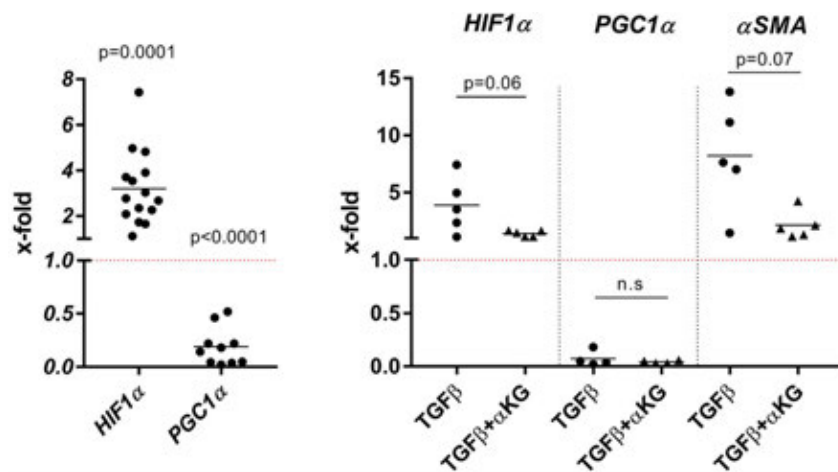 p=0.0001
8
6
4
2
1.0
0.5
0.0
x-fold
p<0.0001
HIF1α
PGC1α
HIF1α
PGC1α
αSMA
p=0.06
p=0.07
n.s
15
10
5
1.0
0.5
0.0
x-fold
TGFβ
TGFβ+αKG
TGFβ
TGFβ+αKG
TGFβ
TGFβ+αKG